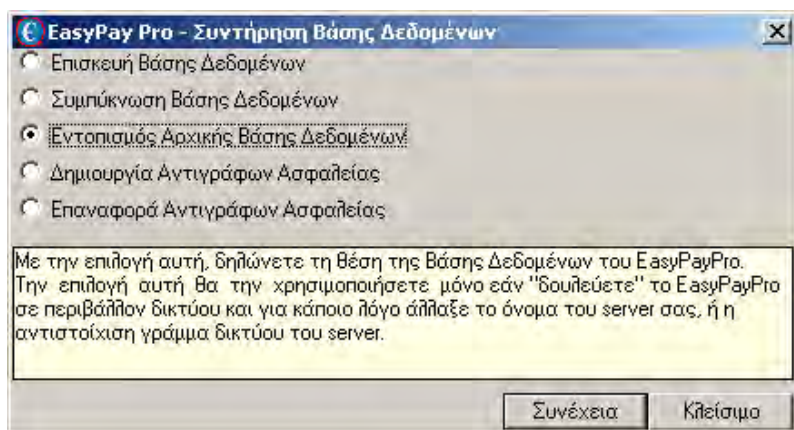 EasyPay Pro - Συντήρηση Βάσης Δεδομένων
Επισκευή Βάσης Δεδομένων
Συμπύκνωση Βάσης Δεδομένων
Εντοπισμός Αρχικής Βάσης Δεδομένων
Δημιουργία Αντιγράφων Ασφαλείας
Επαναφορά Αντιγράφων Ασφαλείας
Με την επιλογή αυτή, δηλώνετε τη θέση της Βάσης Δεδομένων του EasyPayPro.
Την επιλογή αυτή θα την χρησιμοποιήσετε μόνο εάν "δουλεύετε" το EasyPayPro
σε περιβάλλον δικτύου και για κάποιο λόγο άλλαξε το όνομα του server σας, ή η
αντιστοίχιση γράμμα δικτύου του server.
Συνέχεια Κλείσιμο